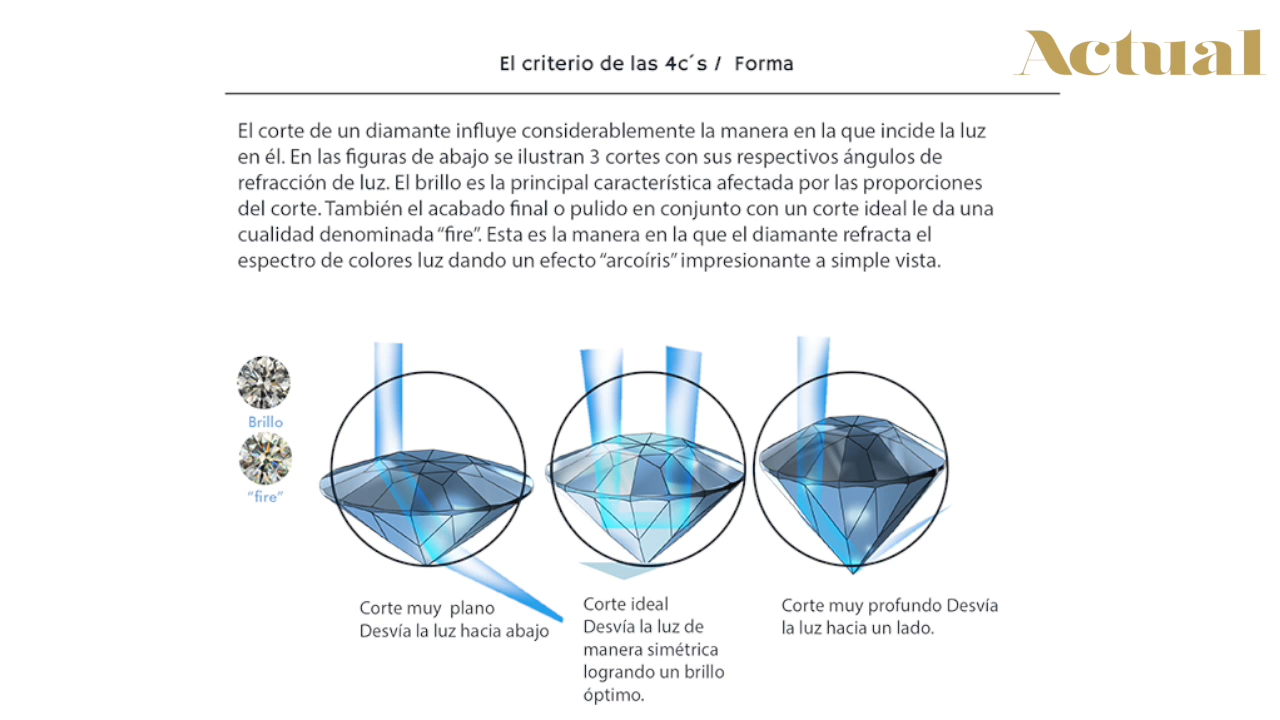 El criterio de las 4c´s / Forma
Actual
El corte de un diamante influye considerablemente la manera en la que incide la luz
en él. En las figuras de abajo se ilustran 3 cortes con sus respectivos ángulos de
refracción de luz. El brillo es la principal característica afectada por las proporciones
del corte. También el acabado final o pulido en conjunto con un corte ideal le da una
cualidad denominada “fire”. Esta es la manera en la que el diamante refracta el
espectro de colores luz dando un efecto “arcoíris” impresionante a simple vista.
Brillo
“fire”
Corte muy plano
Desvía la luz hacia abajo
Corte ideal
Desvía la luz de
manera simétrica
logrando un brillo
óptimo.
Corte muy profundo Desvía
la luz hacia un lado.